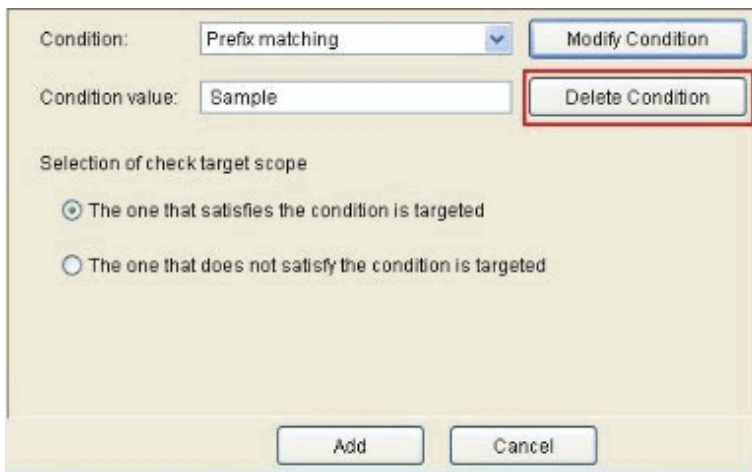 Condition: Prefix matching Modify Condition
Condition value: Sample Delete Condition
Selection of check target scope
The one that satisfies the condition is targeted
The one that does not satisfy the condition is targeted
Add Cancel